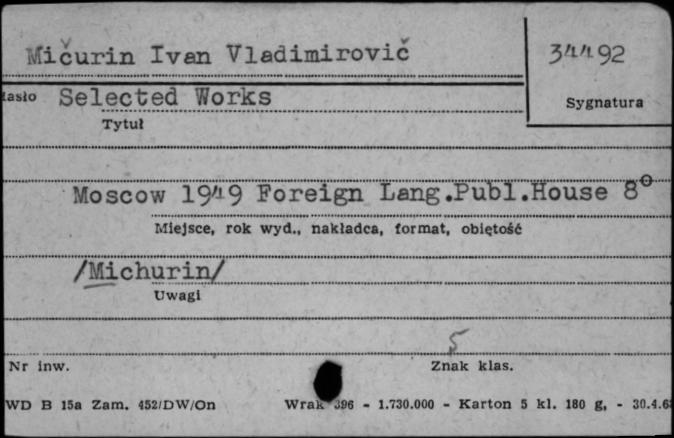 Mičurin Ivan Vladimirovič
34492
Hasło Selected Works
Sygnatura
Tytuł
Moscow 1949 Foreign Lang.Publ.House 8°
Miejsce, rok wyd., nakładca, format, objętość
/Michurin/
Uwagi
5
Nr inw.
Znak klas.
WD B 15a Zam. 452/DW/On
Wrak 396 - 1.730.000 - Karton 5 kl. 180 g, - 30.4.6